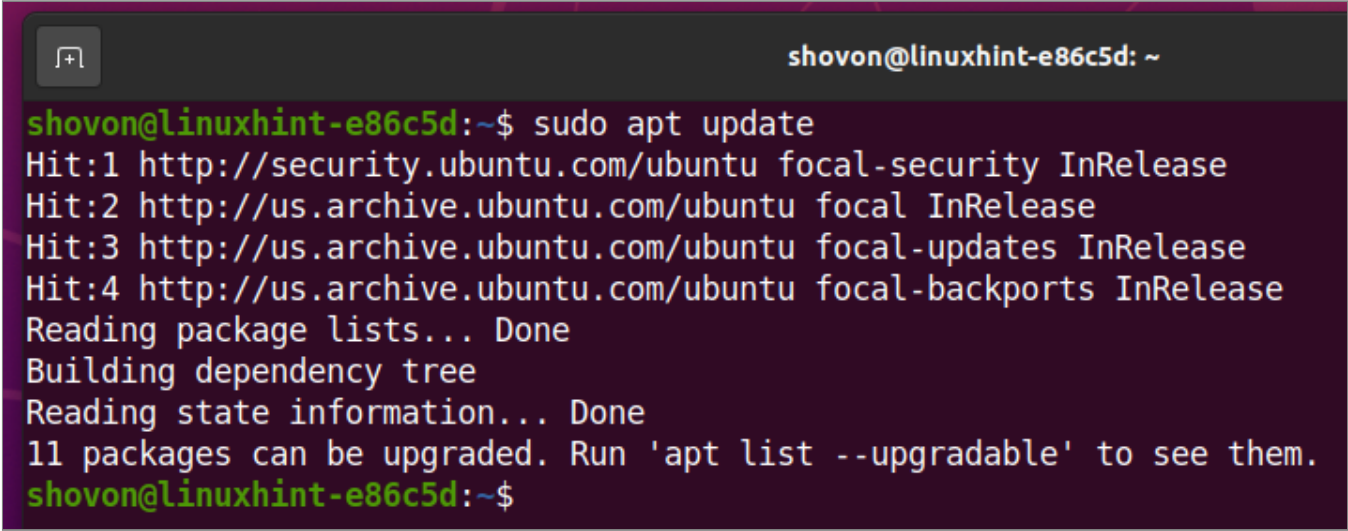 shovon@linuxhint-e86c5d: ~
shovon@linuxhint-e86c5d:~$ sudo apt update
Hit:1 http://security.ubuntu.com/ubuntu focal-security InRelease
Hit:2 http://us.archive.ubuntu.com/ubuntu focal InRelease
Hit:3 http://us.archive.ubuntu.com/ubuntu focal-updates InRelease
Hit:4 http://us.archive.ubuntu.com/ubuntu focal-backports InRelease
Reading package lists... Done
Building dependency tree
Reading state information... Done
11 packages can be upgraded. Run 'apt list --upgradable' to see them.
shovon@linuxhint-e86c5d:~$